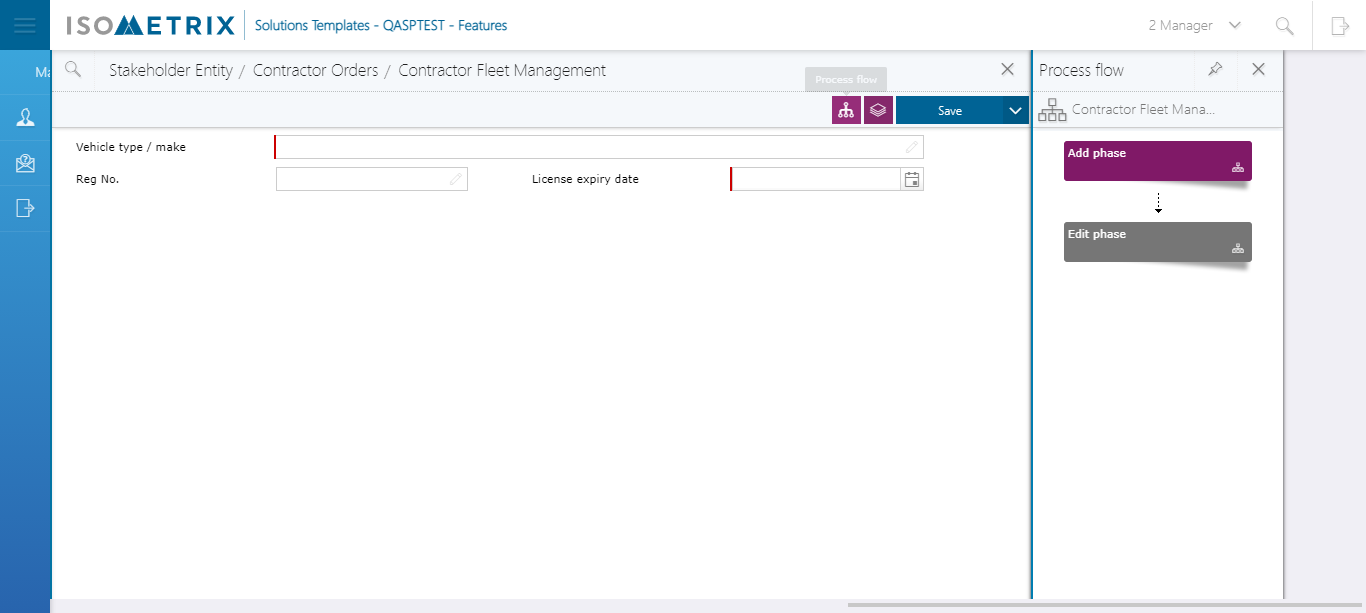 ISOMETRIX
Solutions Templates - QASPTEST - Features
2 Manager
Ma
Stakeholder Entity / Contractor Orders / Contractor Fleet Management
Process flow
Process flow
Save
Contractor Fleet Mana...
Vehicle type / make
Reg No.
License expiry date
Add phase
Edit phase